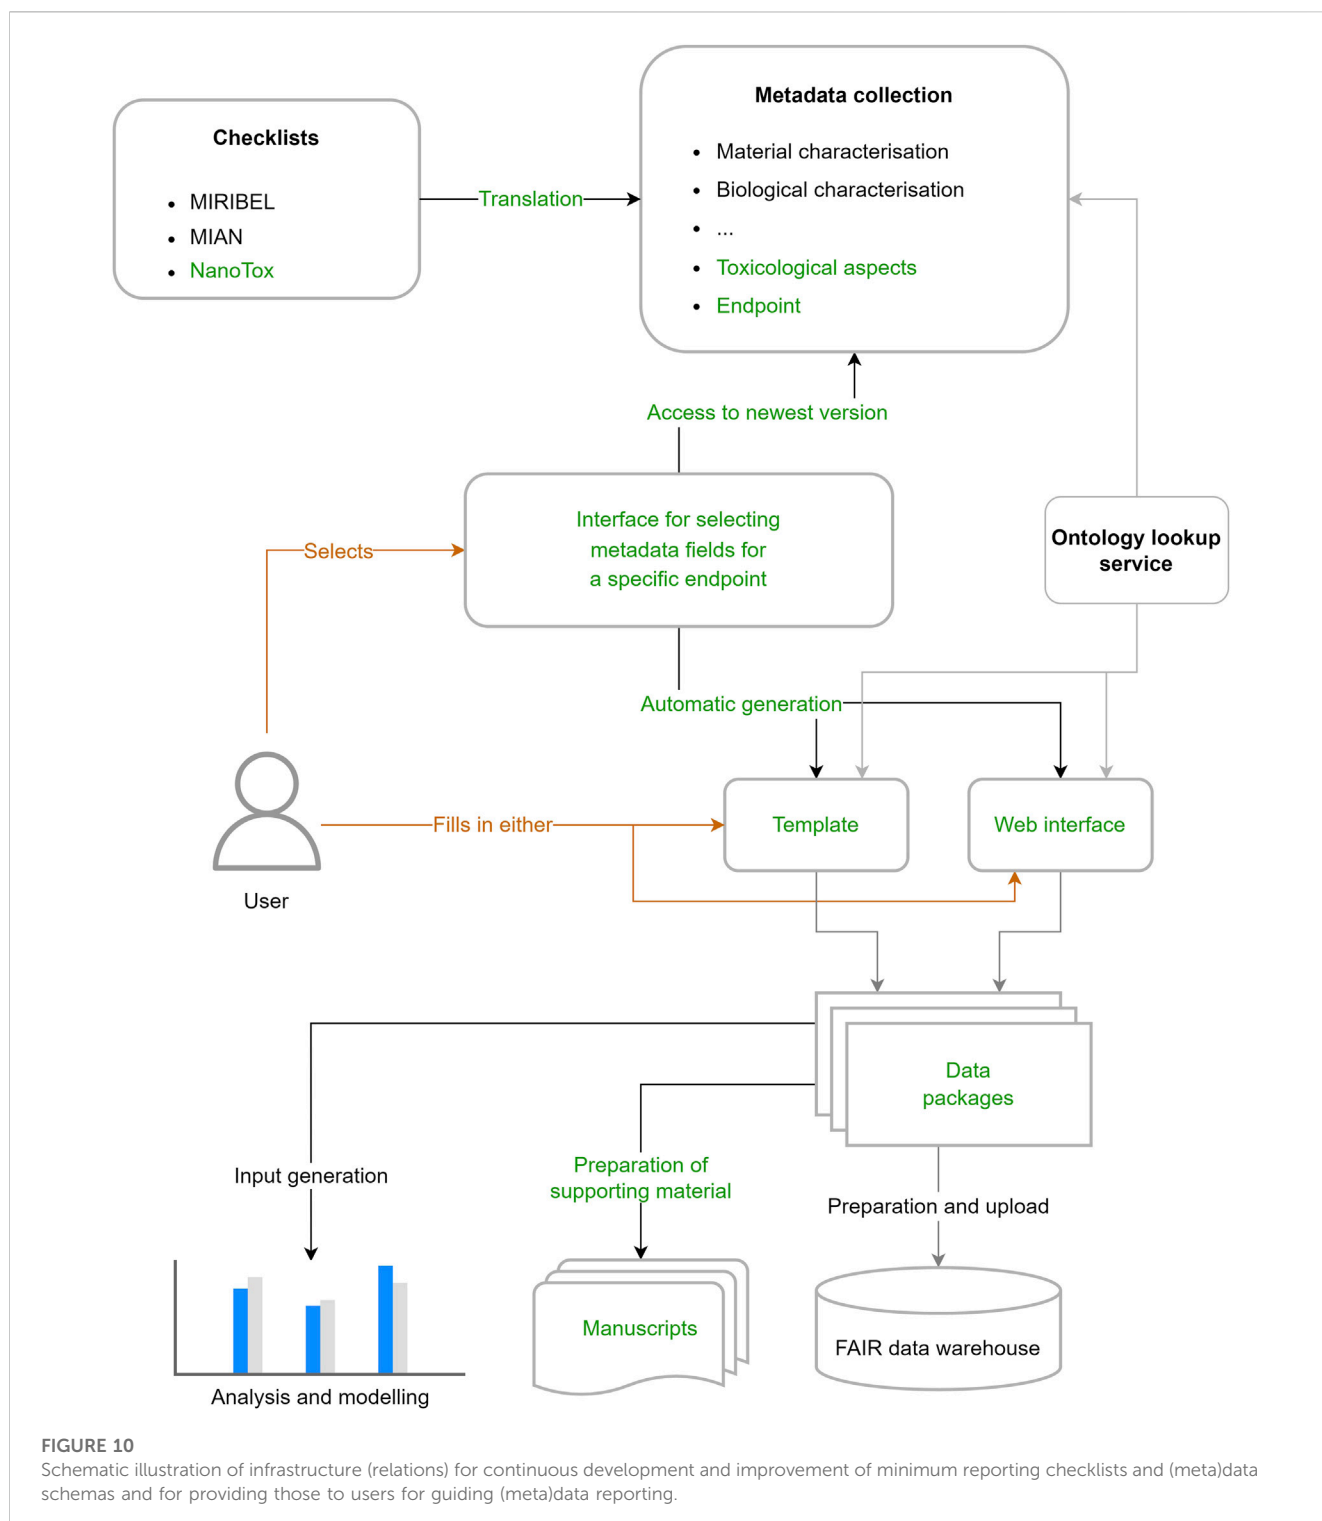 Checklists
• MIRIBEL
• MIAN
• NanoTox
Translation
Metadata collection
• Material characterisation
• Biological characterisation
• ...
• Toxicological aspects
• Endpoint
Access to newest version
Interface for selecting
metadata fields for
a specific endpoint
Selects
Ontology lookup
service
Automatic generation
Fills in either
Template
Web interface
User
Data
packages
Input generation
Preparation of
supporting material
Preparation and upload
Manuscripts
FAIR data warehouse
Analysis and modelling
FIGURE 10
Schematic illustration of infrastructure (relations) for continuous development and improvement of minimum reporting checklists and (meta)data
schemas and for providing those to users for guiding (meta)data reporting.